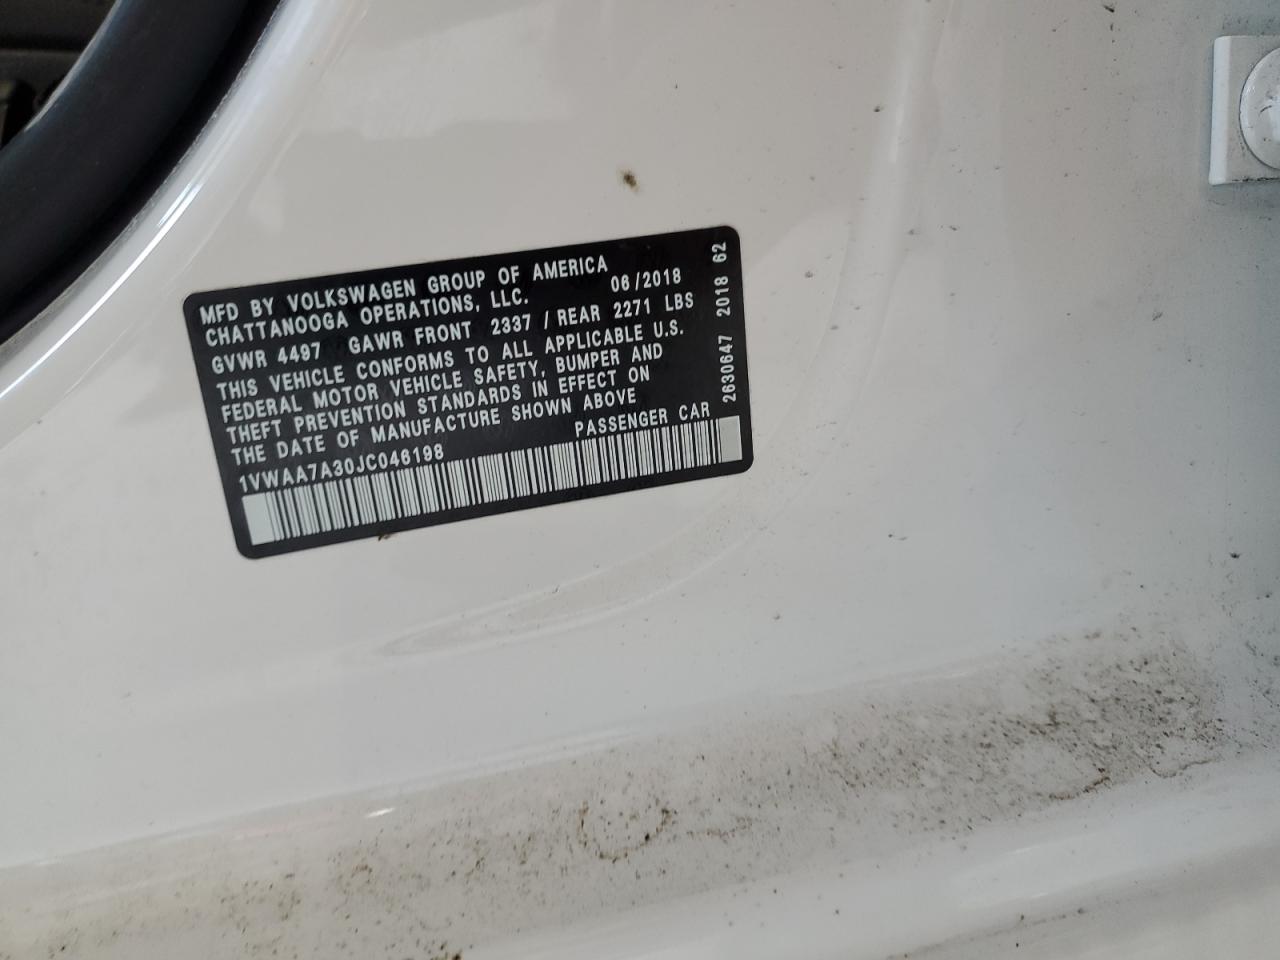 MFD BY VOLKSWAGEN GROUP OF AMERICA
CHATTANOOGA OPERATIONS, LLC. 06/2018
GVWR 4497 GAWR FRONT 2337 / REAR 2271 LBS
THIS VEHICLE CONFORMS TO ALL APPLICABLE U.S.
FEDERAL MOTOR VEHICLE SAFETY, BUMPER AND
THEFT PREVENTION STANDARDS IN EFFECT ON
THE DATE OF MANUFACTURE SHOWN ABOVE
PASSENGER CAR
1VWAA7A30JC046198
2630647 2018 62